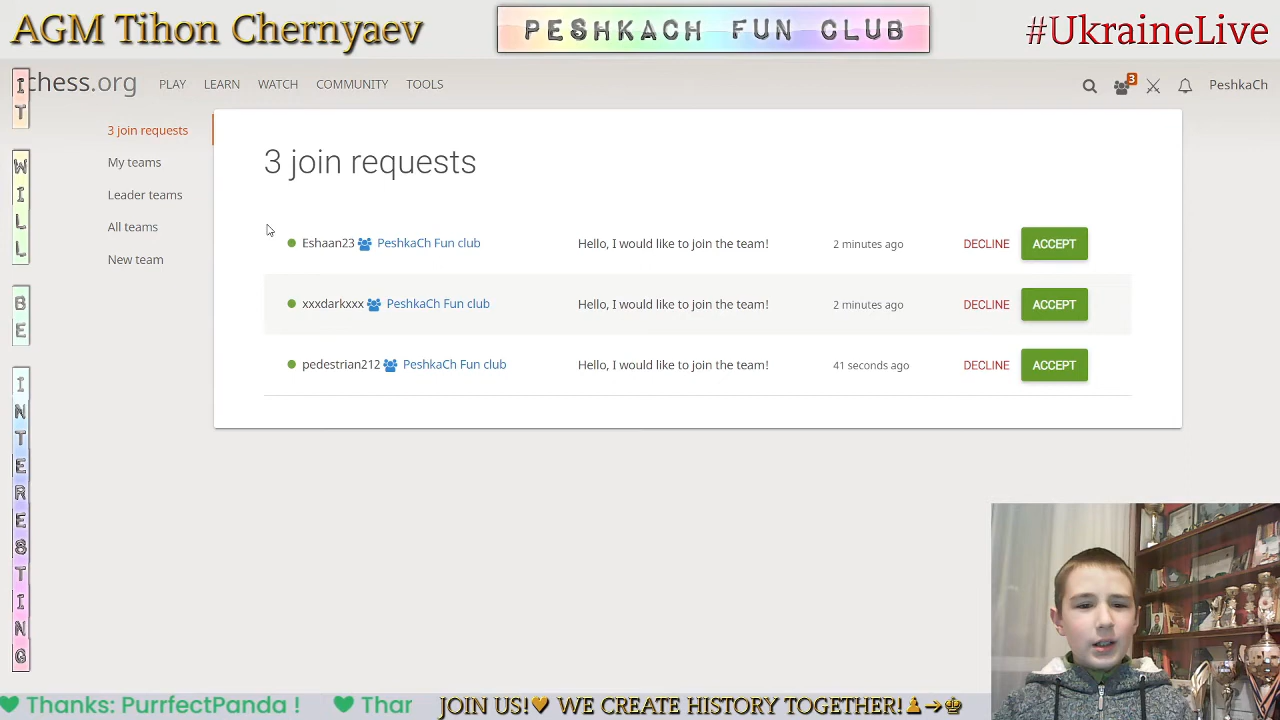 AGM Tihon Chernyaev
PESHKACH FUN CLUB
#UkraineLive
chess.org
PLAY
LEARN
WATCH
COMMUNITY
TOOLS
3
PeshkaCh
IT WILL BE INTERESTING
3 join requests
My teams
Leader teams
All teams
New team
3 join requests
Eshaan23 PeshkaCh Fun club Hello, I would like to join the team! 2 minutes ago DECLINE ACCEPT
xxxdarkxxx PeshkaCh Fun club Hello, I would like to join the team! 2 minutes ago DECLINE ACCEPT
pedestrian212 PeshkaCh Fun club Hello, I would like to join the team! 41 seconds ago DECLINE ACCEPT
Thanks: PurrfectPanda !
Thar
JOIN US! WE CREATE HISTORY TOGETHER!